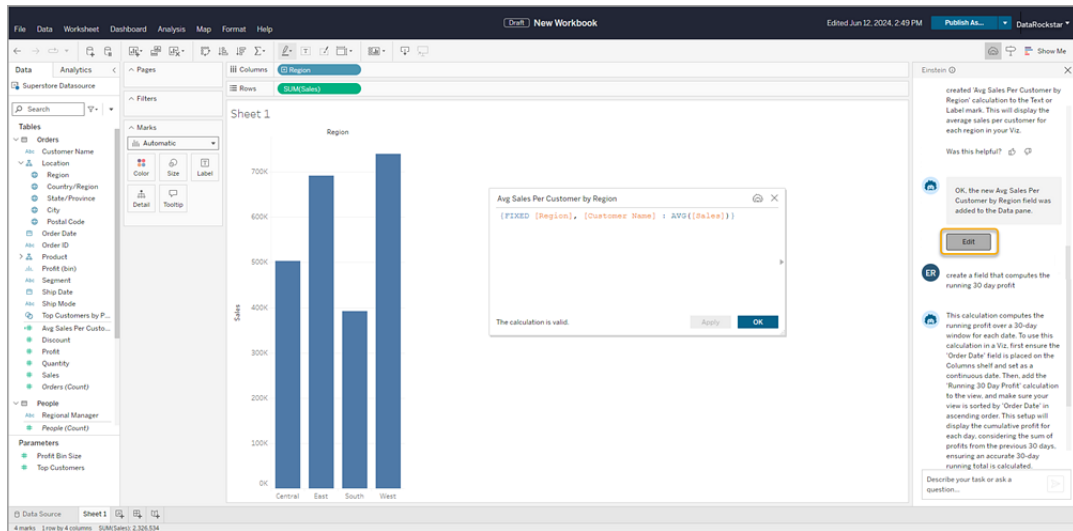 Draft New Workbook
Edited Jun 12, 2024, 2:49 PM
Publish As...
DataRockstar
File Data Worksheet Dashboard Analysis Map Format Help
Show Me
Data Analytics
Superstore Datasource
Search
Tables
Orders
Abc Customer Name
Location
Region
Country/Region
State/Province
City
Postal Code
Order Date
Abc Order ID
Product
Profit (bin)
Abc Segment
Ship Date
Abc Ship Mode
Top Customers by P...
Avg Sales Per Custo...
Discount
Profit
Quantity
Sales
Orders (Count)
People
Abc Regional Manager
People (Count)
Parameters
Profit Bin Size
Top Customers
Pages
Filters
Marks
Automatic
Color Size Label
Detail Tooltip
Columns Region
Rows SUM(Sales)
Sheet 1
Region
Sales
700K
600K
500K
400K
300K
200K
100K
0K
Central East South West
Avg Sales Per Customer by Region
{FIXED [Region], [Customer Name] : AVG([Sales])}
The calculation is valid.
Apply OK
Einstein
created 'Avg Sales Per Customer by
Region' calculation to the Text or
Label mark. This will display the
average sales per customer for
each region in your Viz.
Was this helpful?
OK, the new Avg Sales Per
Customer by Region field was
added to the Data pane.
Edit
ER
create a field that computes the
running 30 day profit
This calculation computes the
running profit over a 30-day
window for each date. To use this
calculation in a Viz, first ensure the
'Order Date' field is placed on the
Columns shelf and set as a
continuous date. Then, add the
'Running 30 Day Profit' calculation
to the view, and make sure your
view is sorted by 'Order Date' in
ascending order. This setup will
display the cumulative profit for
each day, considering the sum of
profits from the previous 30 days,
ensuring an accurate 30-day
running total is calculated.
Describe your task or ask a
question...
Data Source Sheet 1
4 marks 1 row by 4 columns SUM(Sales): 2,326,534